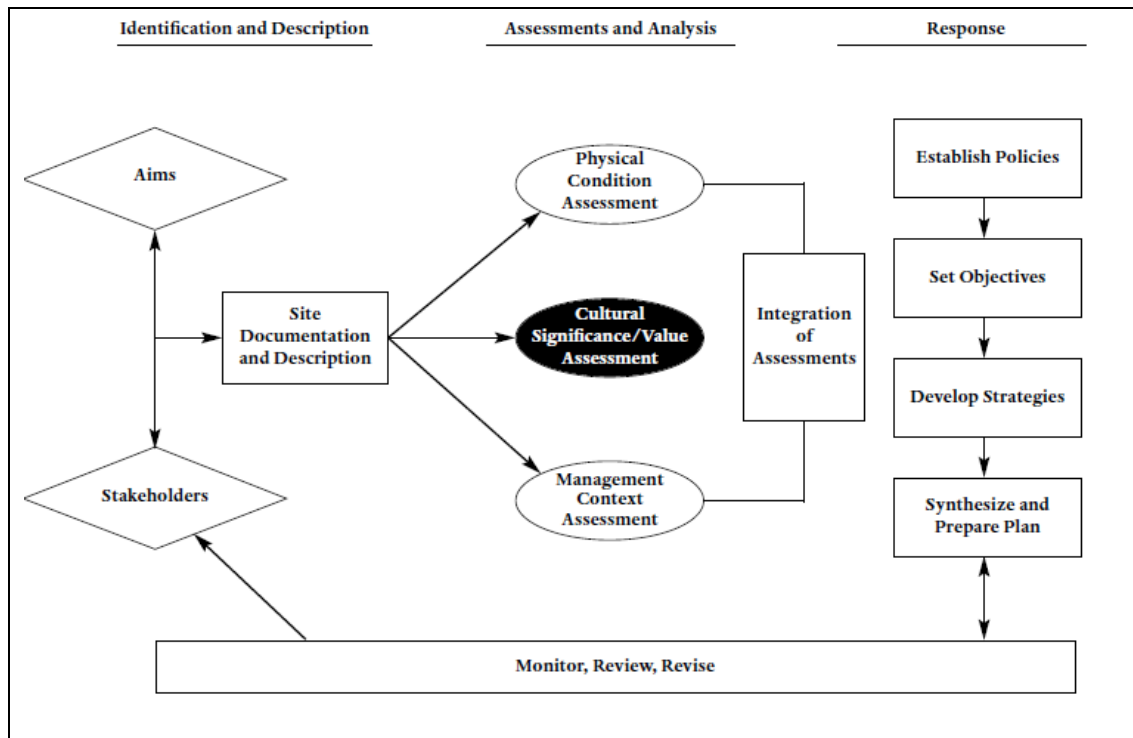 Identification and Description
Assessments and Analysis
Response
Aims
Stakeholders
Site
Documentation
and Description
Physical
Condition
Assessment
Cultural
Significance/Value
Assessment
Management
Context
Assessment
Integration
of
Assessments
Establish Policies
Set Objectives
Develop Strategies
Synthesize and
Prepare Plan
Monitor, Review, Revise